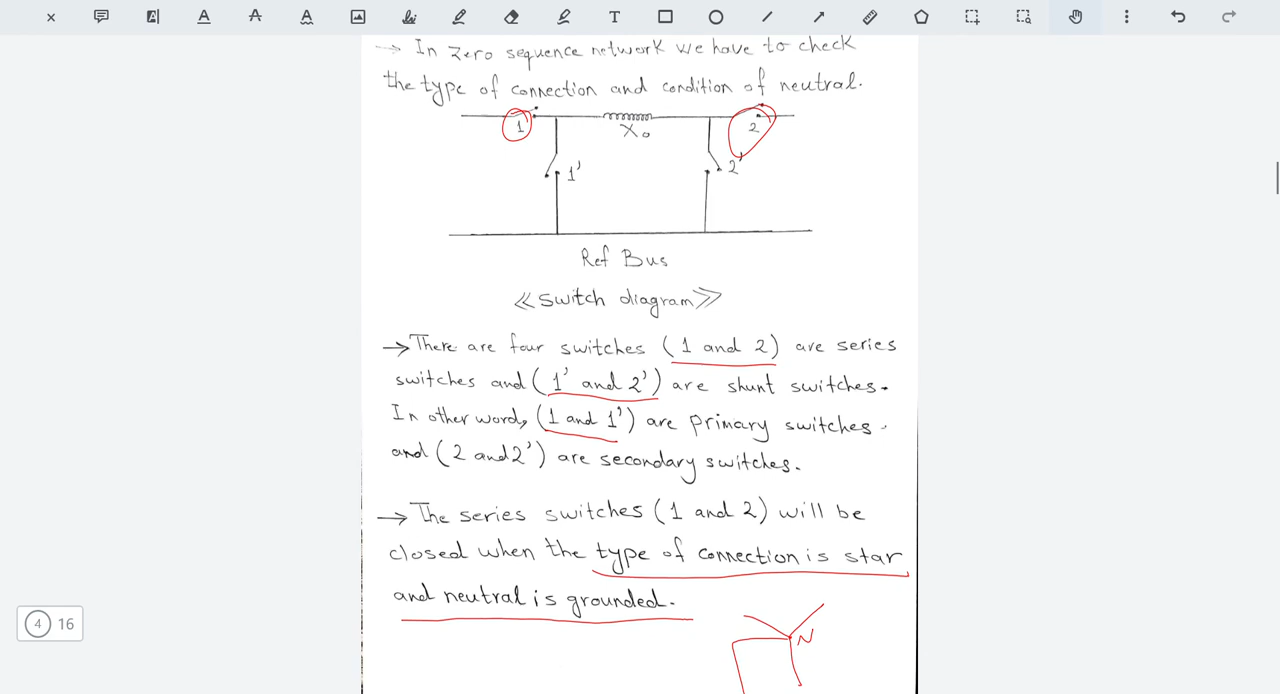 → In Zero sequence network we have to check
the type of connection and condition of neutral.
1
X₀
2
1'
2'
Ref Bus
≪ Switch diagram ≫
→ There are four switches (1 and 2) are series
switches and (1' and 2') are shunt switches.
In other word, (1 and 1') are primary switches.
and (2 and 2') are secondary switches.
→ The series switches (1 and 2) will be
closed when the type of connection is star
and neutral is grounded.
N
4 16
A
A
A
A
T